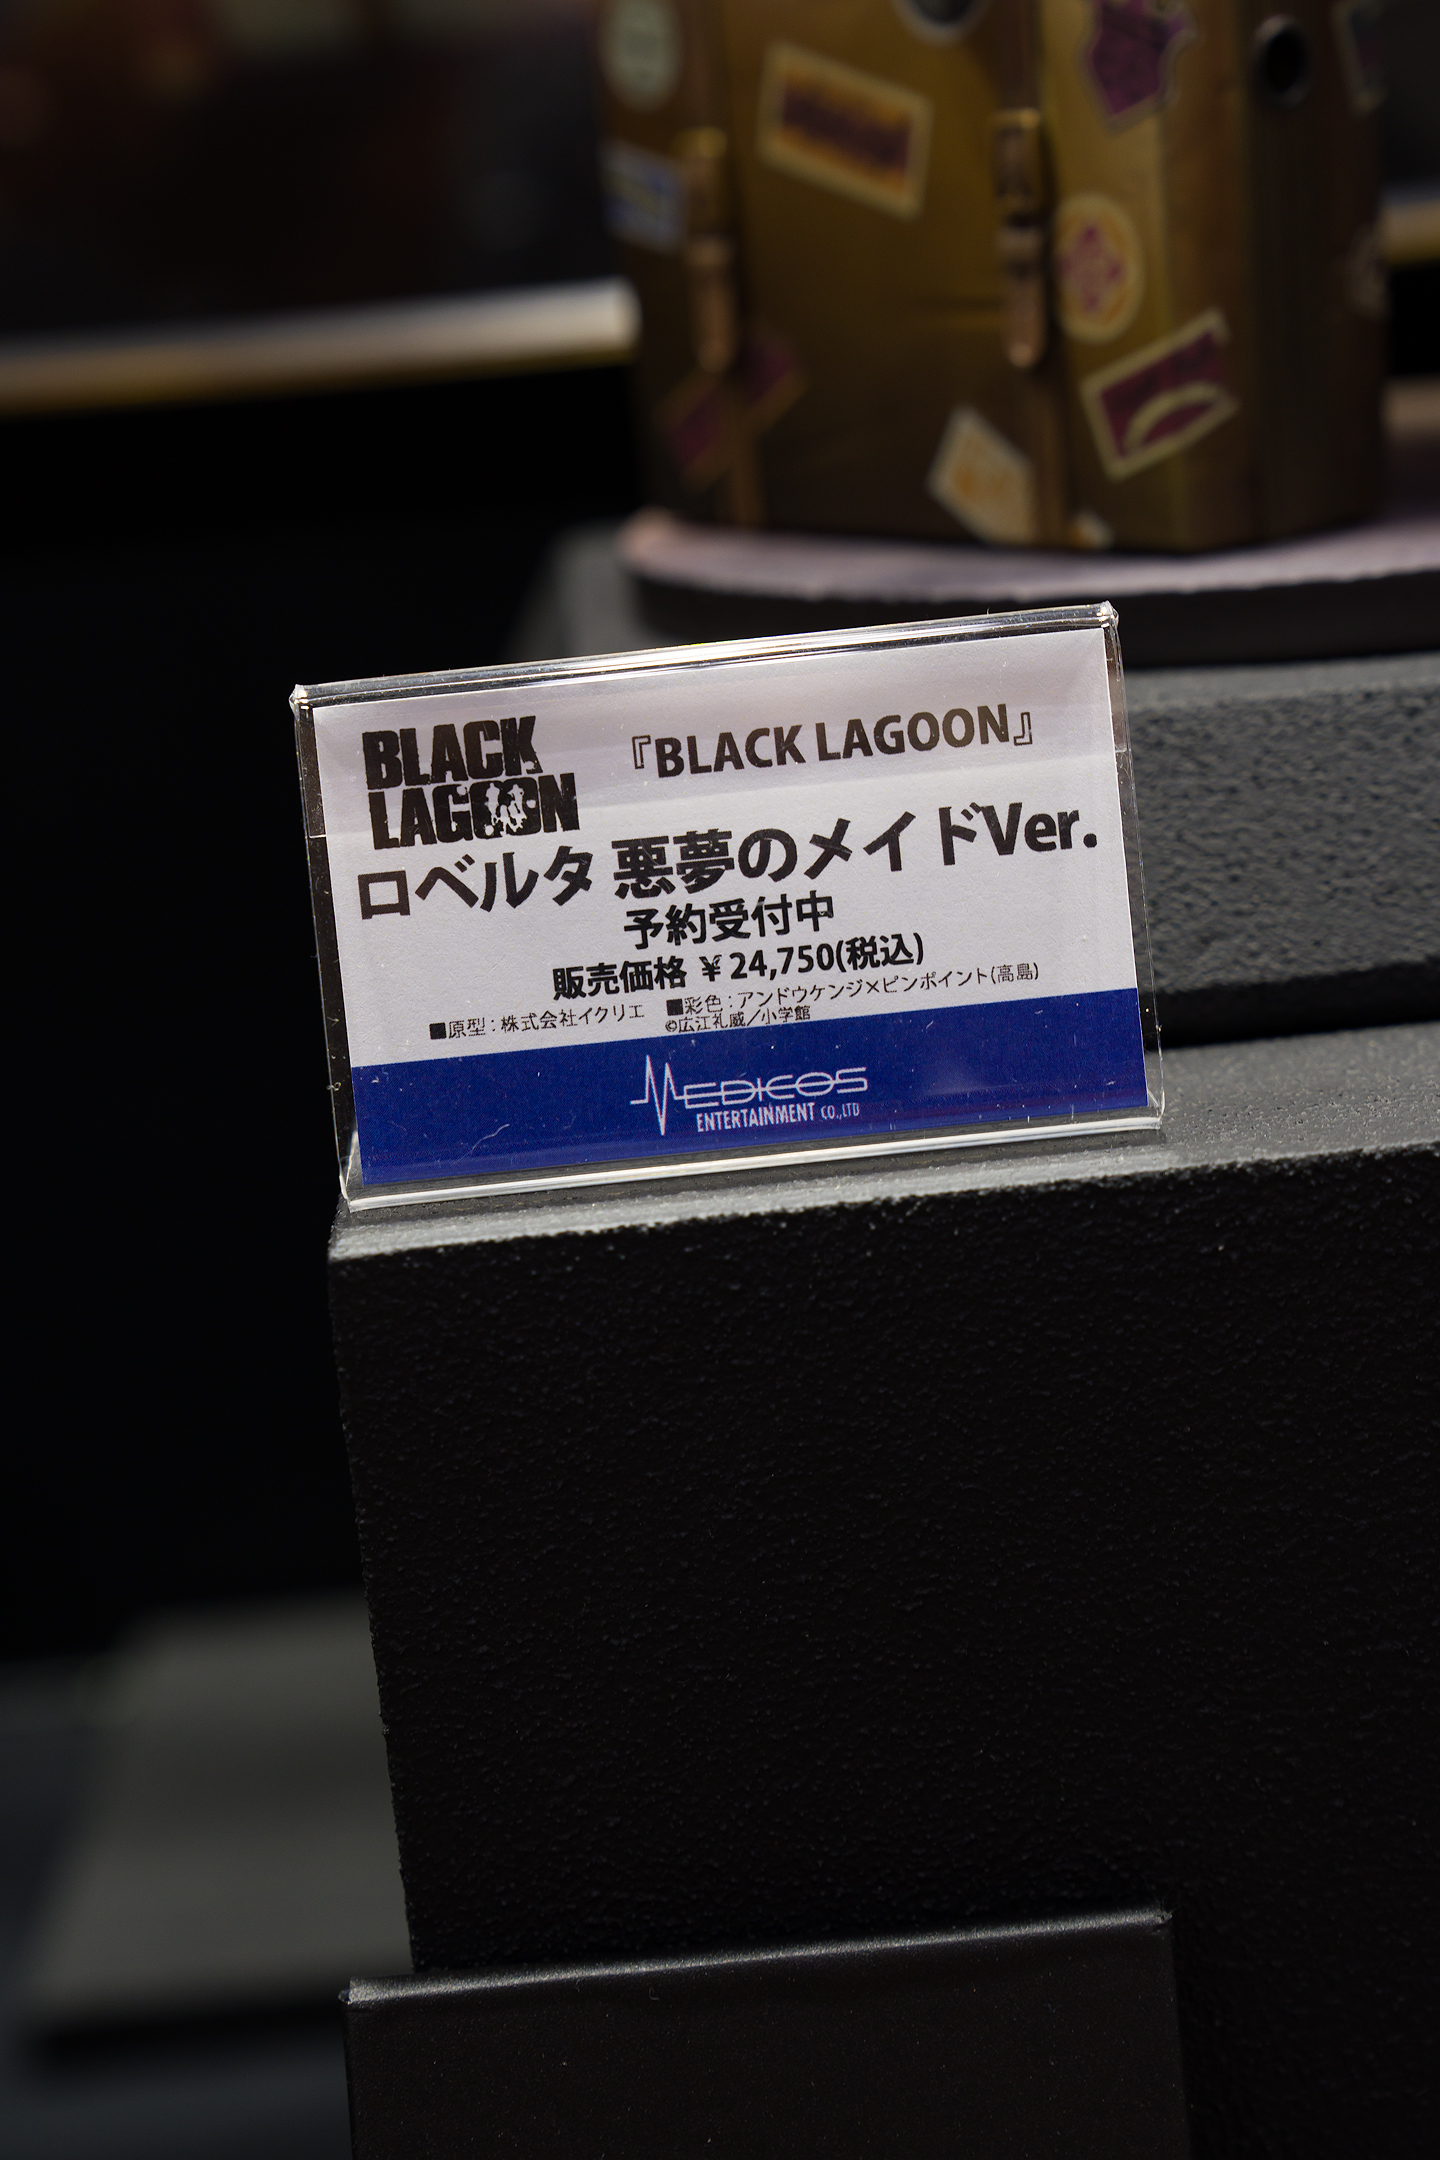 BLACK
LAGOON
『BLACK LAGOON』
ロベルタ 悪夢のメイドVer.
予約受付中
販売価格 ￥24,750(税込)
■原型：株式会社イクリエ ■彩色：アンドウケンジ×ピンポイント(高島)
©広江礼威／小学館
MEDICOS
ENTERTAINMENT CO.,LTD